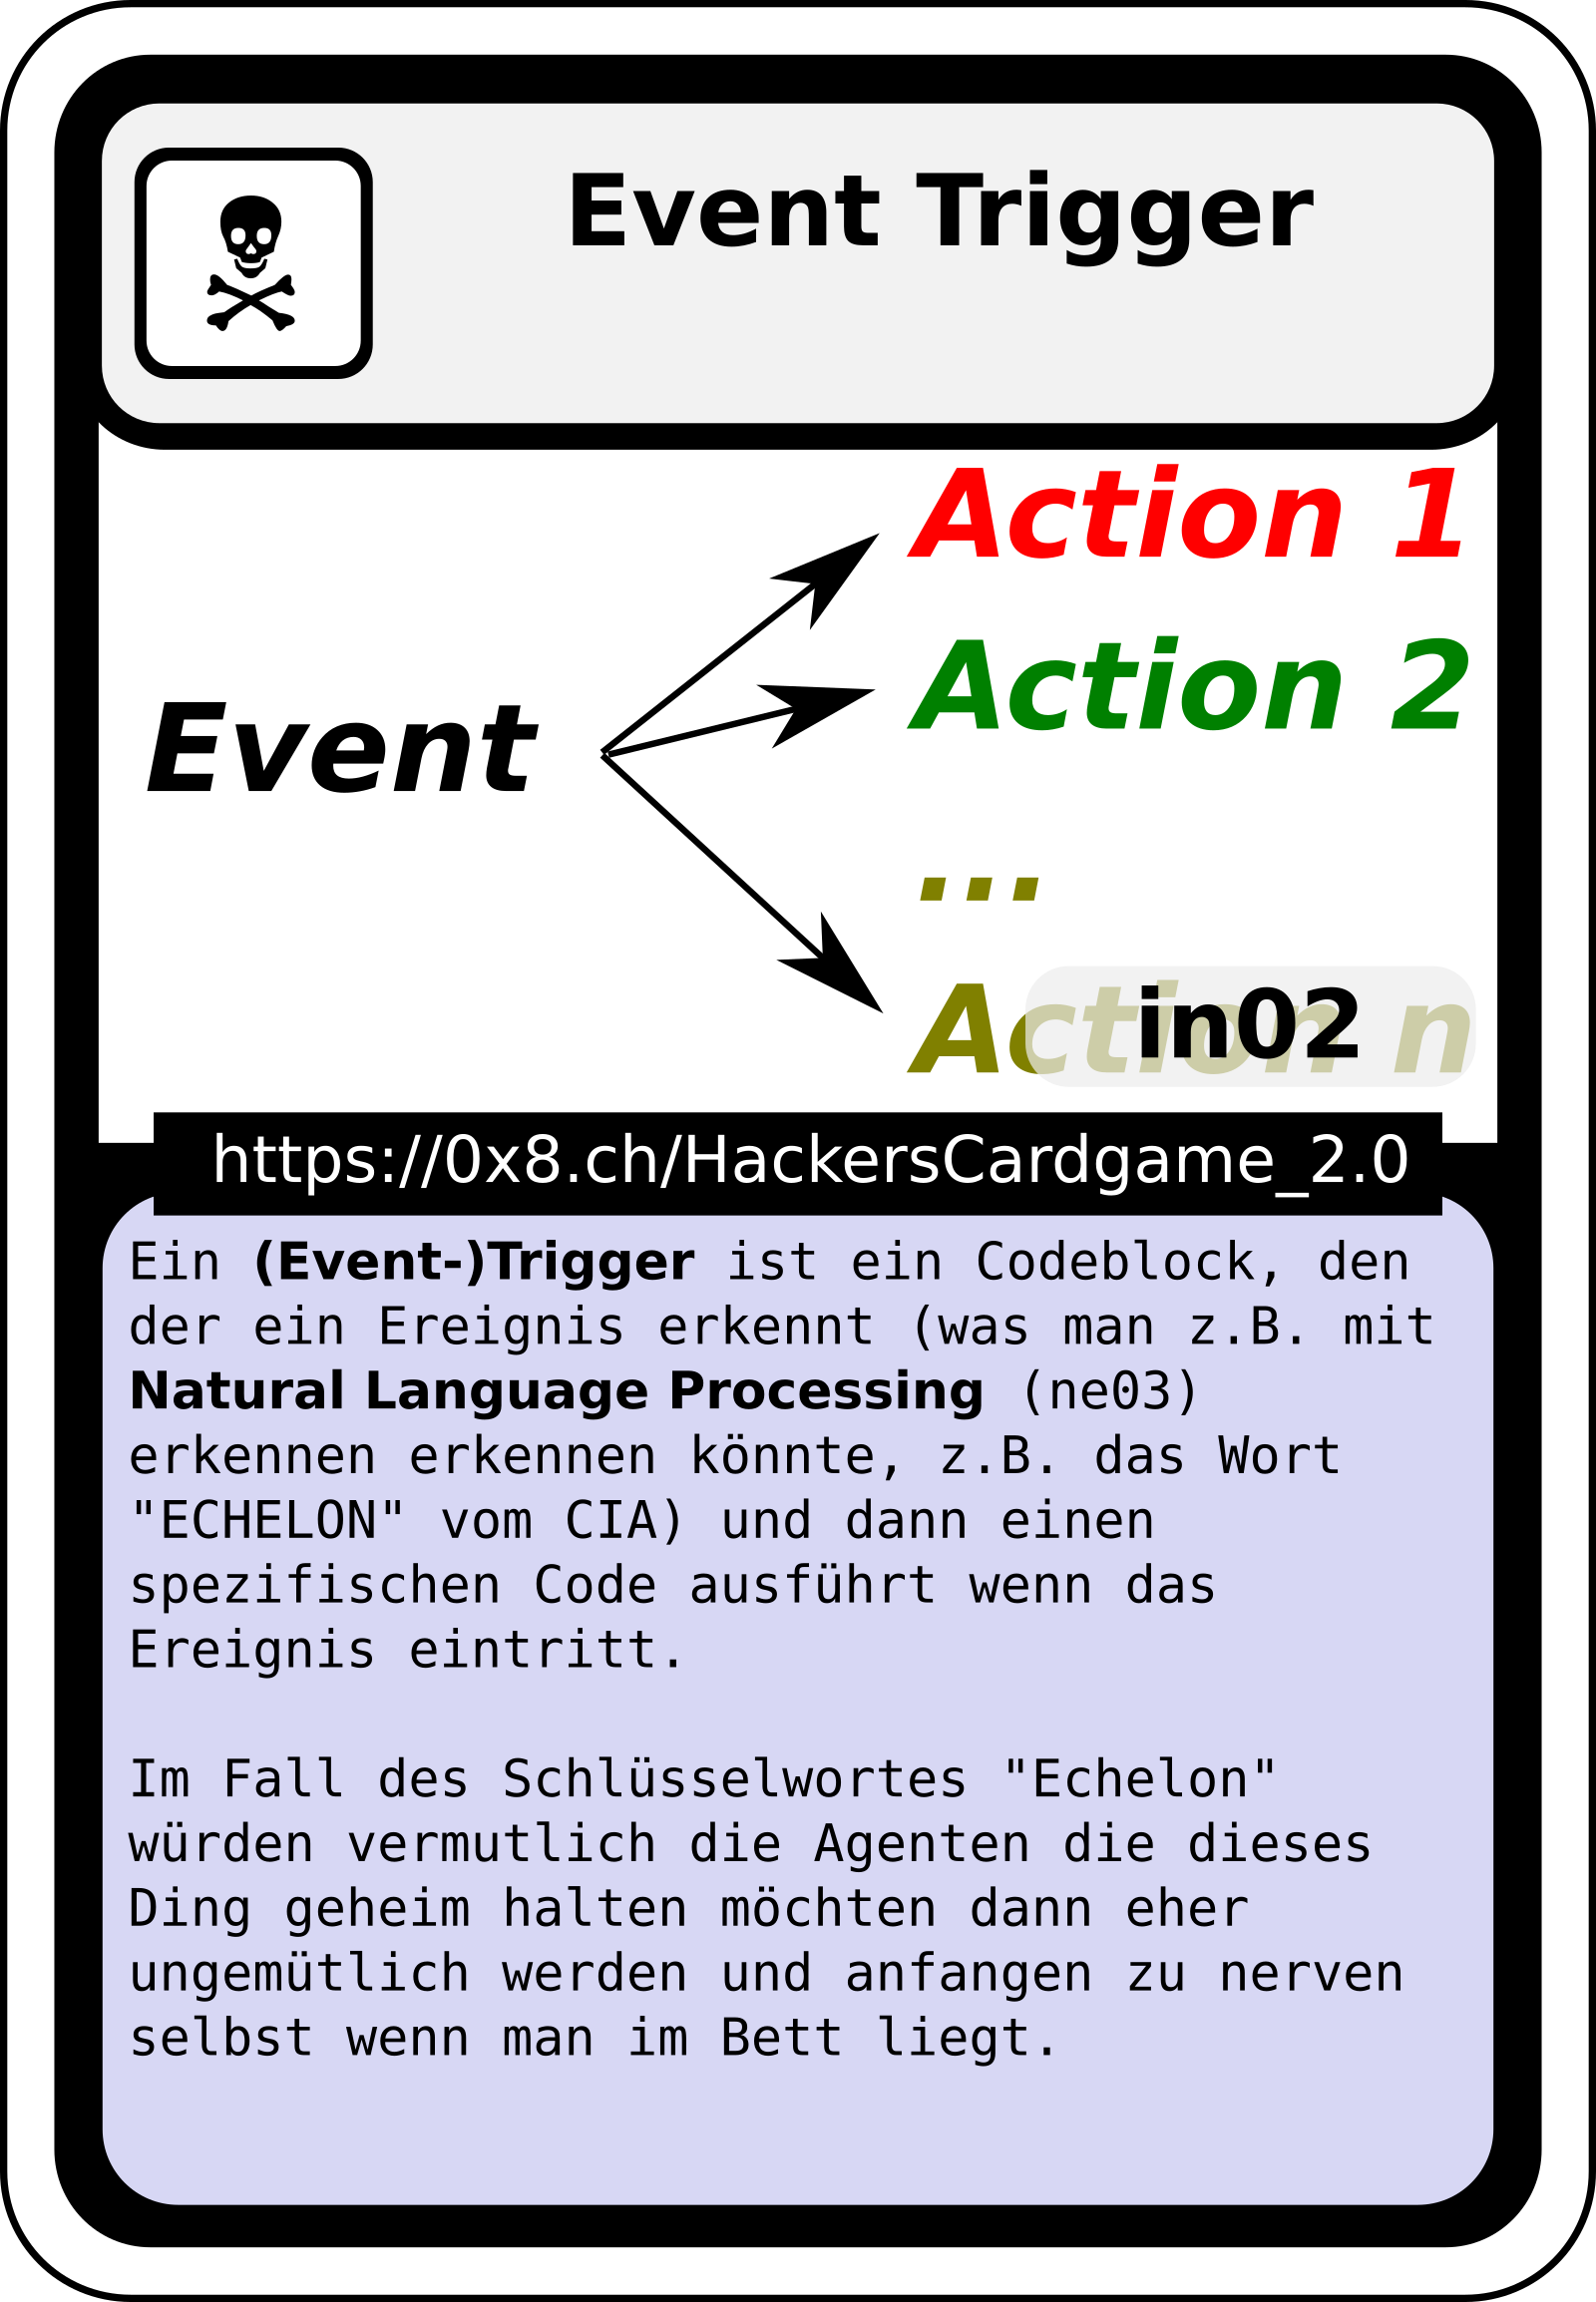 Event Trigger
Action 1
Action 2
Event
...
Action n
in02
https://0x8.ch/HackersCardgame_2.0
Ein (Event-)Trigger ist ein Codeblock, den
der ein Ereignis erkennt (was man z.B. mit
Natural Language Processing (ne03)
erkennen erkennen könnte, z.B. das Wort
"ECHELON" vom CIA) und dann einen
spezifischen Code ausführt wenn das
Ereignis eintritt.
Im Fall des Schlüsselwortes "Echelon"
würden vermutlich die Agenten die dieses
Ding geheim halten möchten dann eher
ungemütlich werden und anfangen zu nerven
selbst wenn man im Bett liegt.